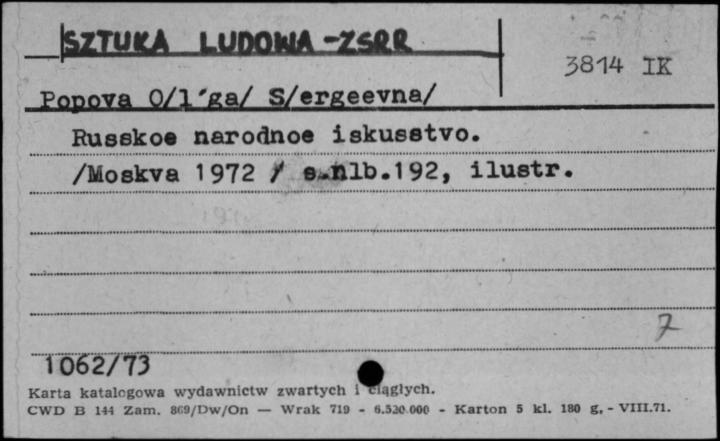 SZTUKA LUDOWA-ZSRR
3814 IK
Popova O/l'ga/ S/ergeevna/
Russkoe narodnoe iskusstvo.
/Moskva 1972 / s.nlb.192, ilustr.
7
1062/73
Karta katalogowa wydawnictw zwartych i ciągłych.
CWD B 144 Zam. 869/Dw/On — Wrak 719 - 6.520.000 - Karton 5 kl. 180 g. - VIII.71.